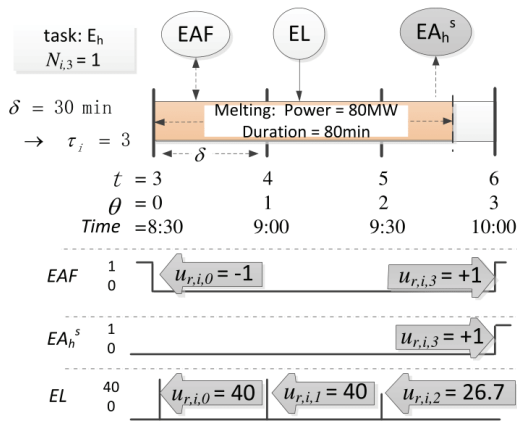 task: E_h EAF EL EA_h^s
N_{i,3} = 1
δ = 30 min
→ τ_i = 3
Melting: Power = 80MW
Duration = 80min
δ
t = 3 4 5 6
θ = 0 1 2 3
Time =8:30 9:00 9:30 10:00
EAF 1 0 u_{r,i,0} = -1 u_{r,i,3} = +1
EA_h^s 1 0 u_{r,i,3} = +1
EL 40 0 u_{r,i,0} = 40 u_{r,i,1} = 40 u_{r,i,2} = 26.7